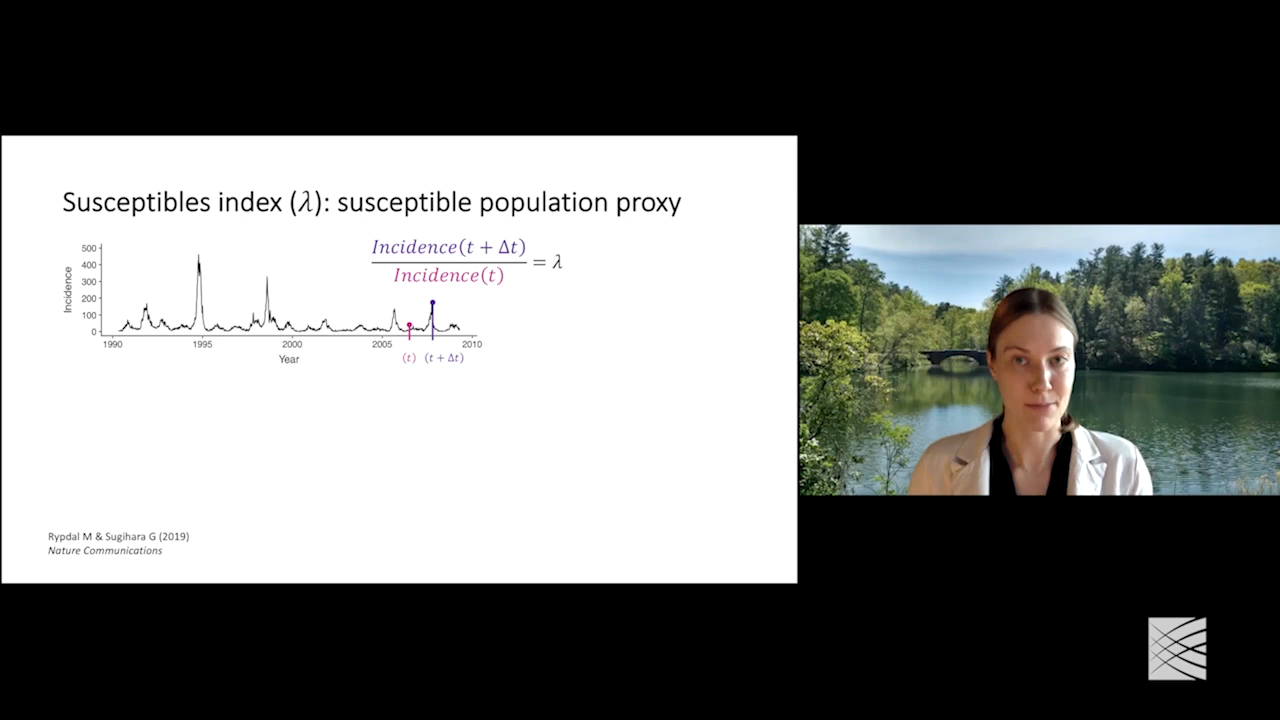 Susceptibles index (λ): susceptible population proxy
Incidence(t + Δt)
Incidence(t)
= λ
Incidence
500
400
300
200
100
0
1990 1995 2000 2005 2010
Year
(t) (t + Δt)
Rypdal M & Sugihara G (2019)
Nature Communications